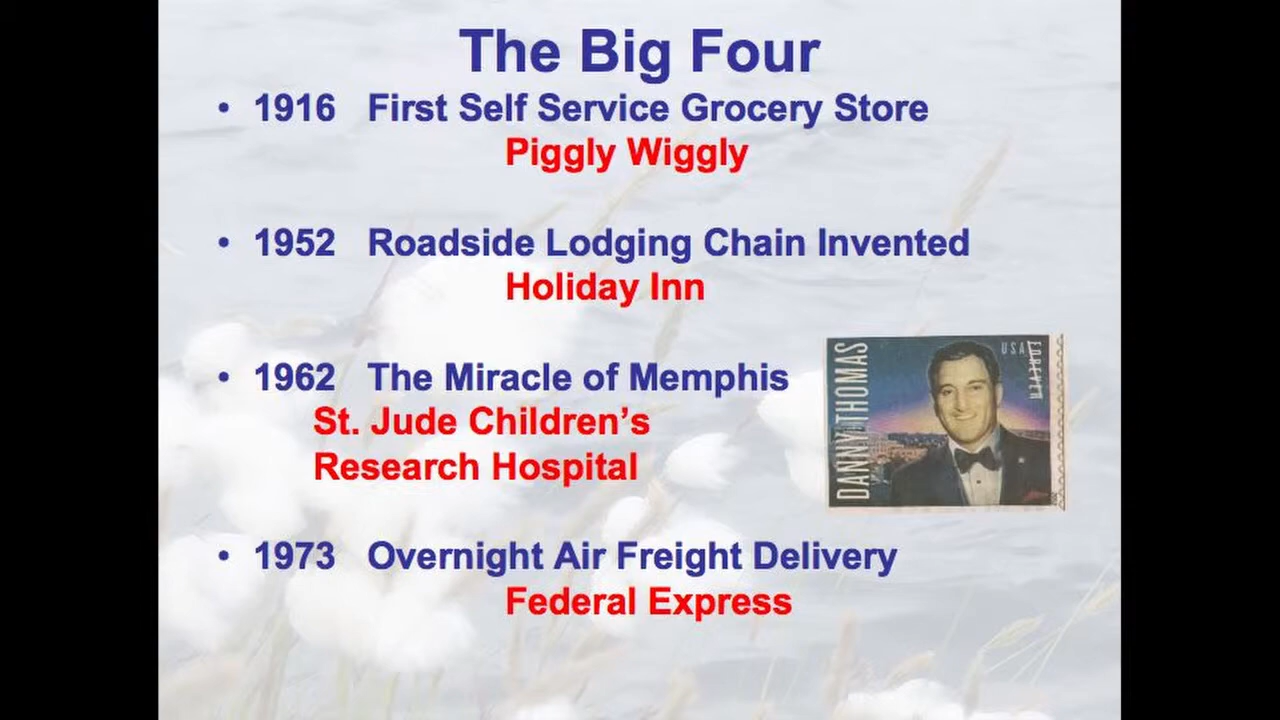 The Big Four
• 1916 First Self Service Grocery Store
Piggly Wiggly
• 1952 Roadside Lodging Chain Invented
Holiday Inn
• 1962 The Miracle of Memphis
St. Jude Children’s
Research Hospital
DANNY THOMAS
USA
FOREVER
• 1973 Overnight Air Freight Delivery
Federal Express